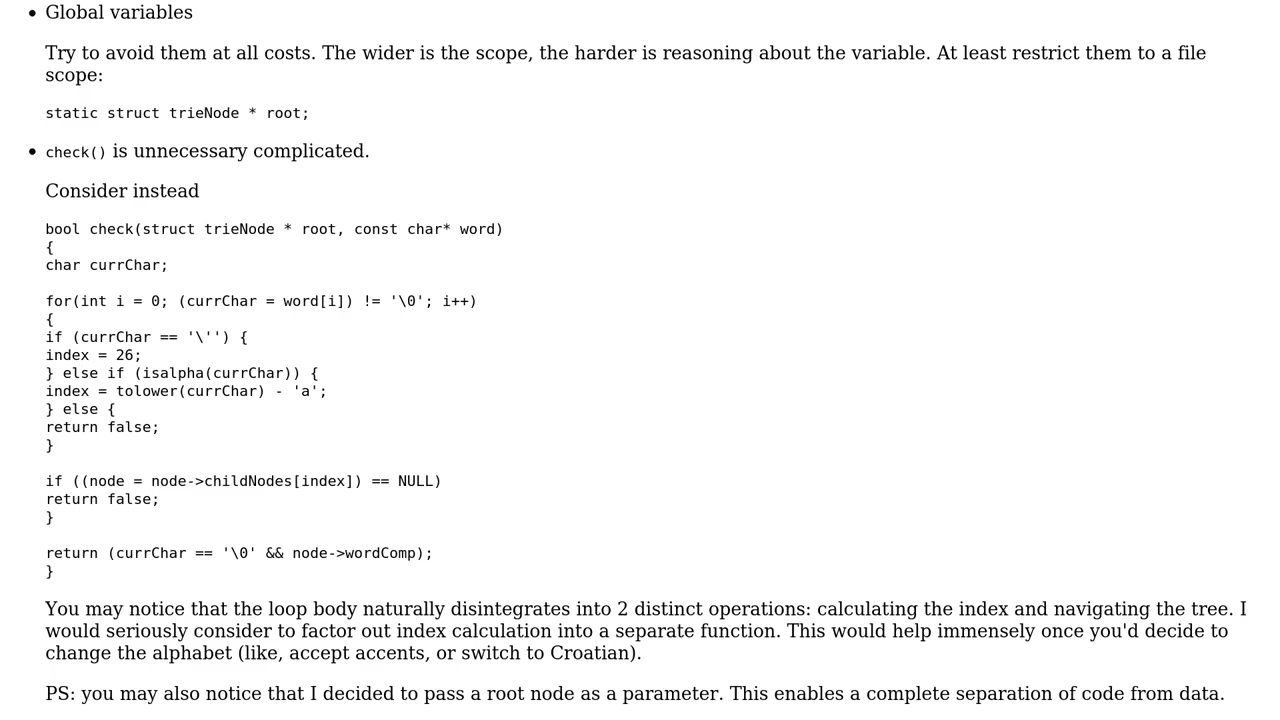 • Global variables
Try to avoid them at all costs. The wider is the scope, the harder is reasoning about the variable. At least restrict them to a file
scope:
static struct trieNode * root;
• check() is unnecessary complicated.
Consider instead
bool check(struct trieNode * root, const char* word)
{
char currChar;
for(int i = 0; (currChar = word[i]) != '\0'; i++)
{
if (currChar == '\'') {
index = 26;
} else if (isalpha(currChar)) {
index = tolower(currChar) - 'a';
} else {
return false;
}
if ((node = node->childNodes[index]) == NULL)
return false;
}
return (currChar == '\0' && node->wordComp);
}
You may notice that the loop body naturally disintegrates into 2 distinct operations: calculating the index and navigating the tree. I
would seriously consider to factor out index calculation into a separate function. This would help immensely once you'd decide to
change the alphabet (like, accept accents, or switch to Croatian).
PS: you may also notice that I decided to pass a root node as a parameter. This enables a complete separation of code from data.